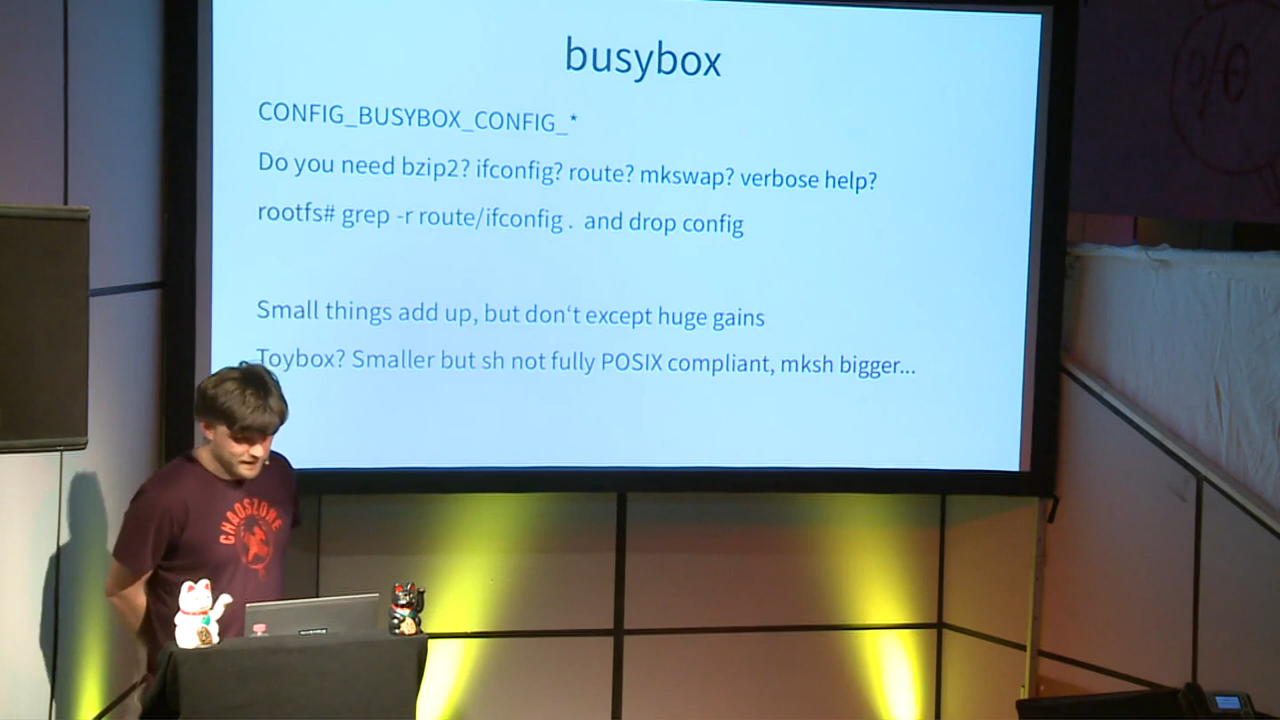 busybox
CONFIG_BUSYBOX_CONFIG_*
Do you need bzip2? ifconfig? route? mkswap? verbose help?
rootfs# grep -r route/ifconfig . and drop config
Small things add up, but don‘t except huge gains
Toybox? Smaller but sh not fully POSIX compliant, mksh bigger...
CHAOSZONE